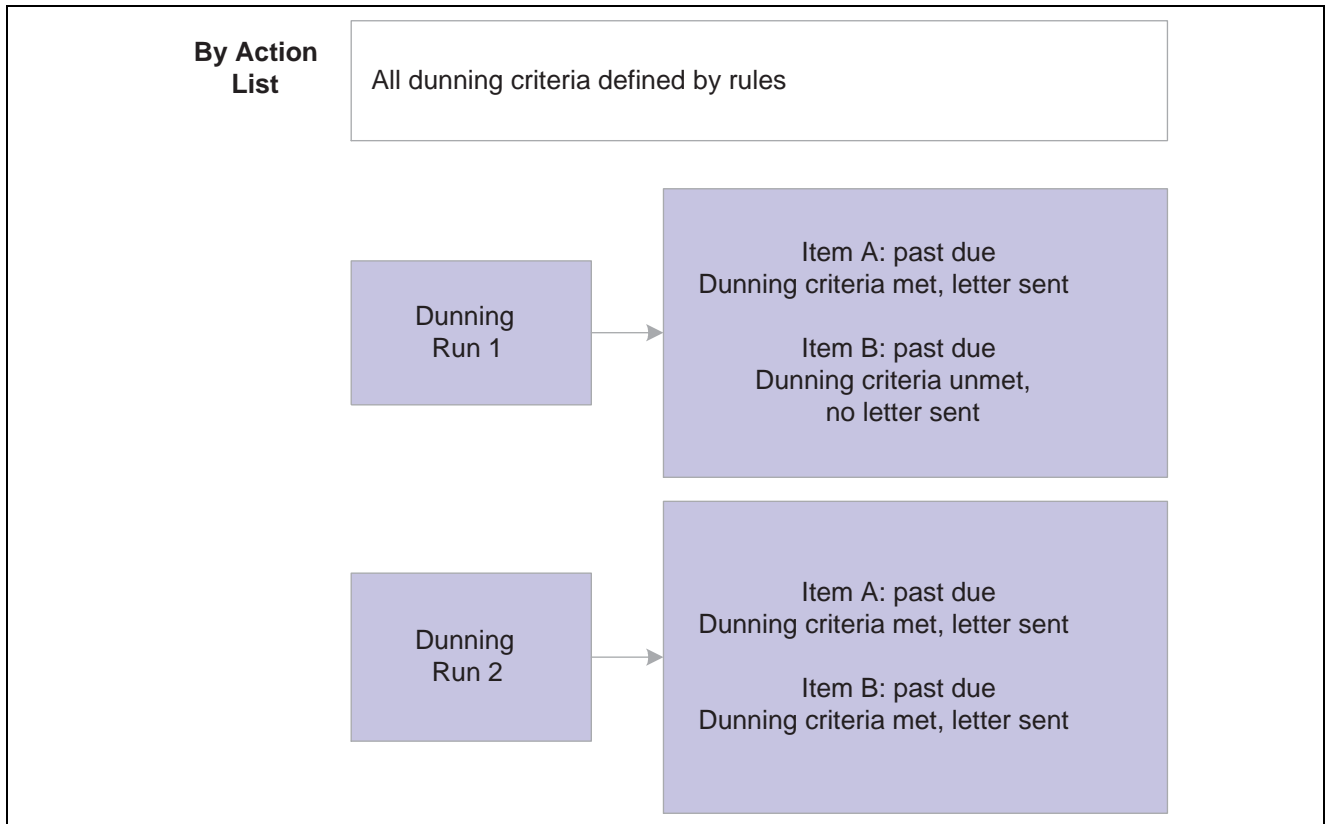 By Action
List
All dunning criteria defined by rules
Dunning
Run 1
Item A: past due
Dunning criteria met, letter sent
Item B: past due
Dunning criteria unmet,
no letter sent
Dunning
Run 2
Item A: past due
Dunning criteria met, letter sent
Item B: past due
Dunning criteria met, letter sent